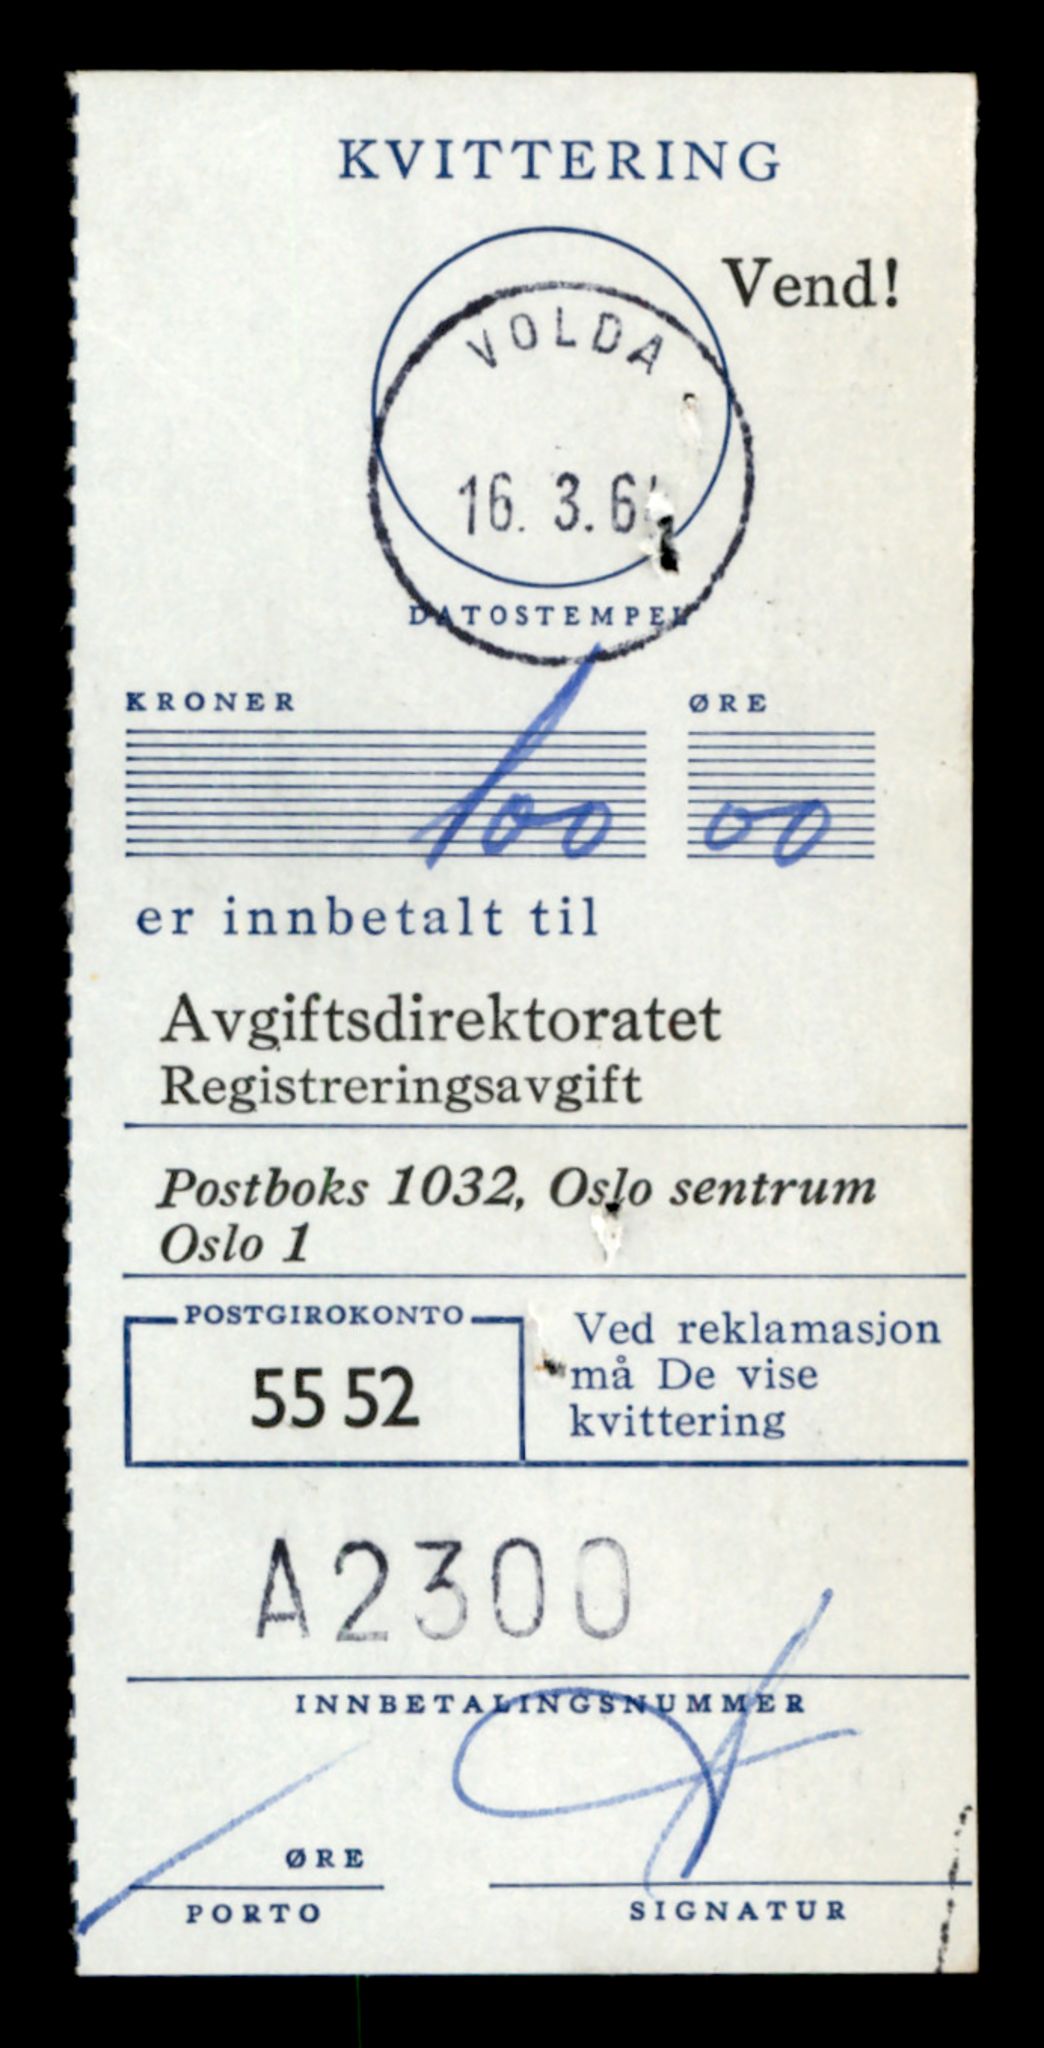 KVITTERING
Vend!
VOLDA
16. 3. 6
DATOSTEMPEL
KRONER ØRE
100 00
er innbetalt til
Avgiftsdirektoratet
Registreringsavgift
Postboks 1032, Oslo sentrum
Oslo 1
POSTGIROKONTO
55 52
Ved reklamasjon
må De vise
kvittering
A2300
INNBETALINGSNUMMER
ØRE
PORTO
SIGNATUR